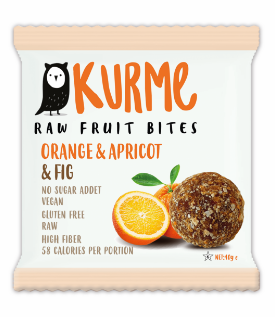 KURME
RAW FRUIT BITES
ORANGE & APRICOT
& FIG
NO SUGAR ADDET
VEGAN
GLUTEN FREE
RAW
HIGH FIBER
58 CALORIES PER PORTION